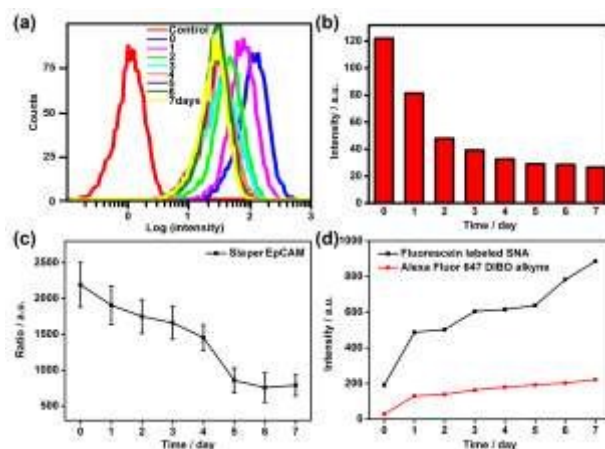 (a)
Control
0
1
2
3
4
5
7days
75
50
25
0
Counts
0 1 2 3
Log (intensity)
(b)
120
100
80
60
40
20
0
Intensity / a.u.
0 1 2 3 4 5 6 7
Time / day
(c)
Sialyl EpCAM
2500
2000
1500
1000
500
Ratio / a.u.
0 1 2 3 4 5 6 7
Time / day
(d)
Fluorescein labeled SNA
Alexa Fluor 647 DIBO alkyne
1000
800
600
400
200
0
Intensity / a.u.
0 1 2 3 4 5 6 7
Time / day